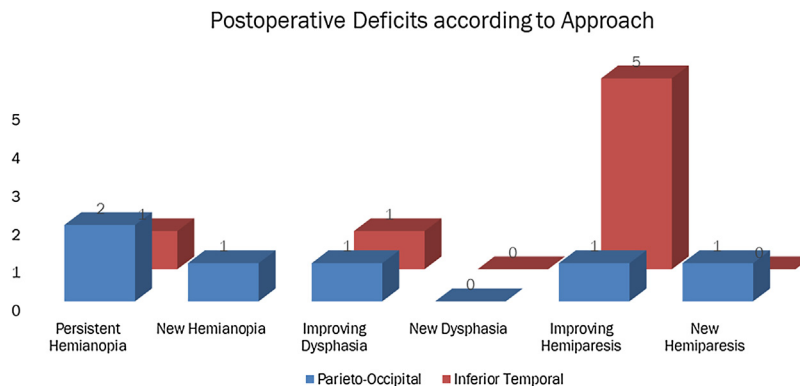 Postoperative Deficits according to Approach
5
5
4
3
2
1
0
2
1
1
1
1
0
0
1
1
0
Persistent Hemianopia
New Hemianopia
Improving Dysphasia
New Dysphasia
Improving Hemiparesis
New Hemiparesis
Parieto-Occipital
Inferior Temporal